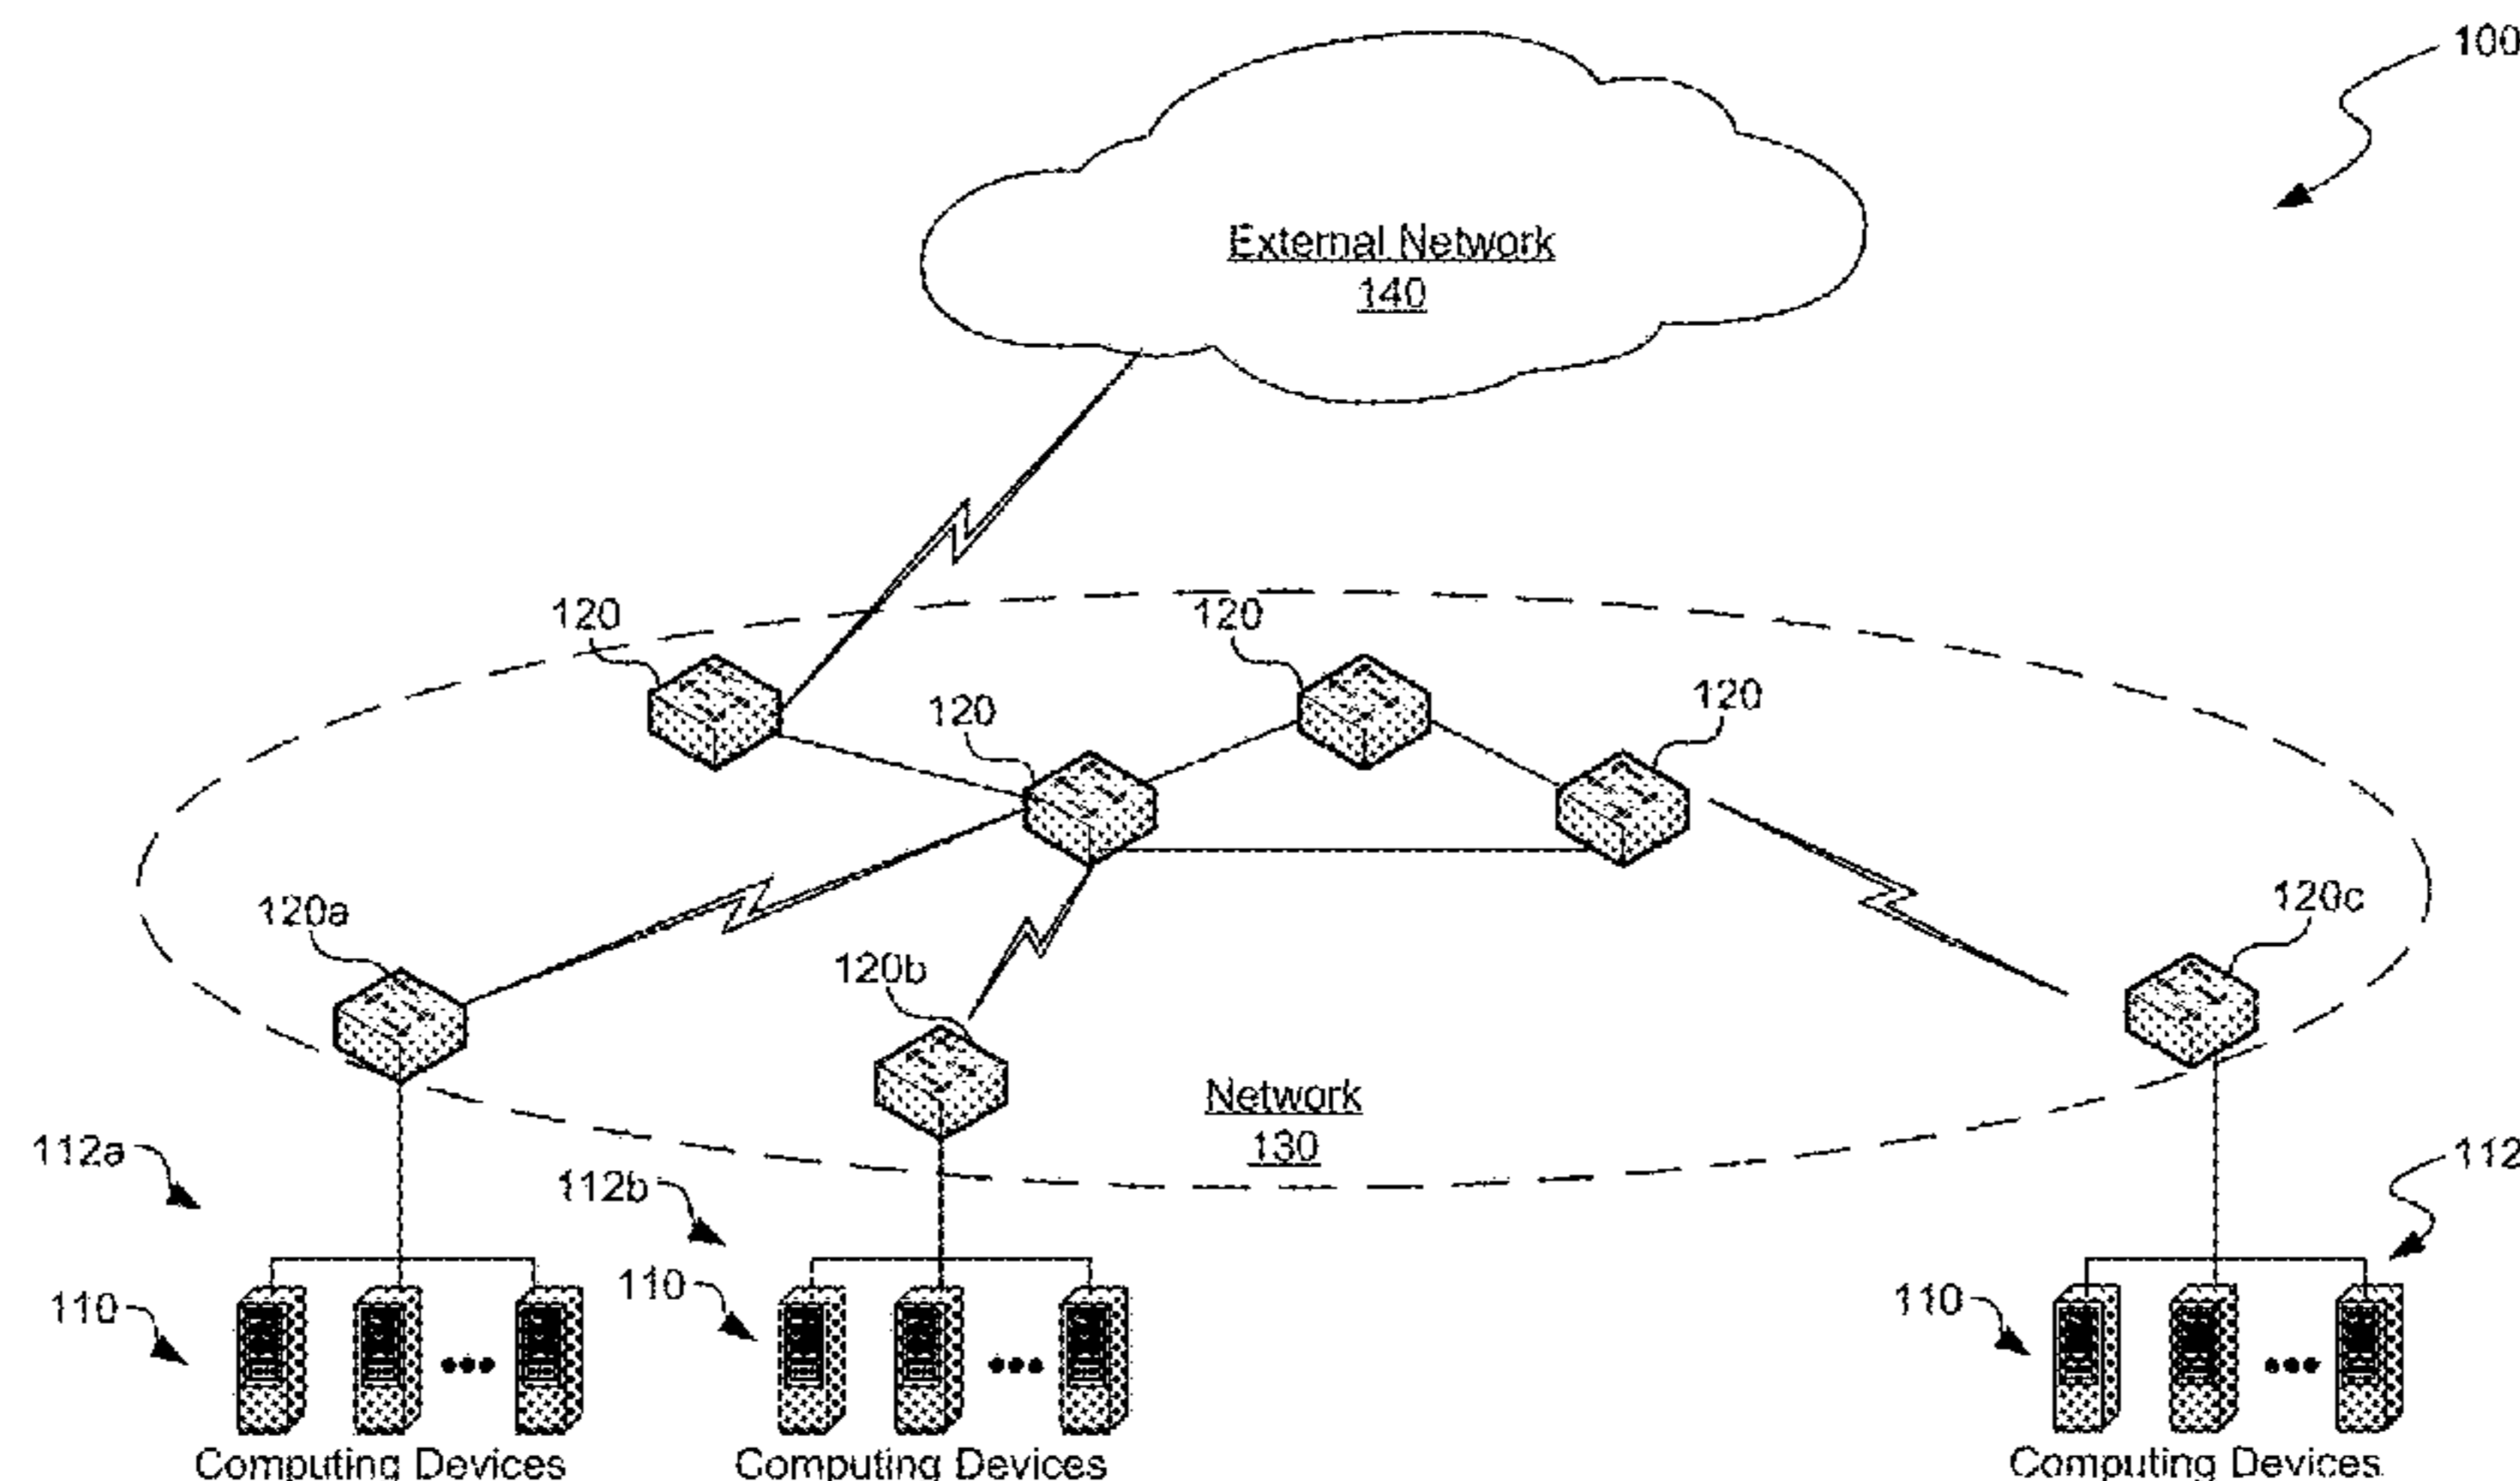 100
External Network
140
120
120
120
120
120a
120c
120b
Network
130
112a
112b
112
110
110
110
Computing Devices
Computing Devices
Computing Devices